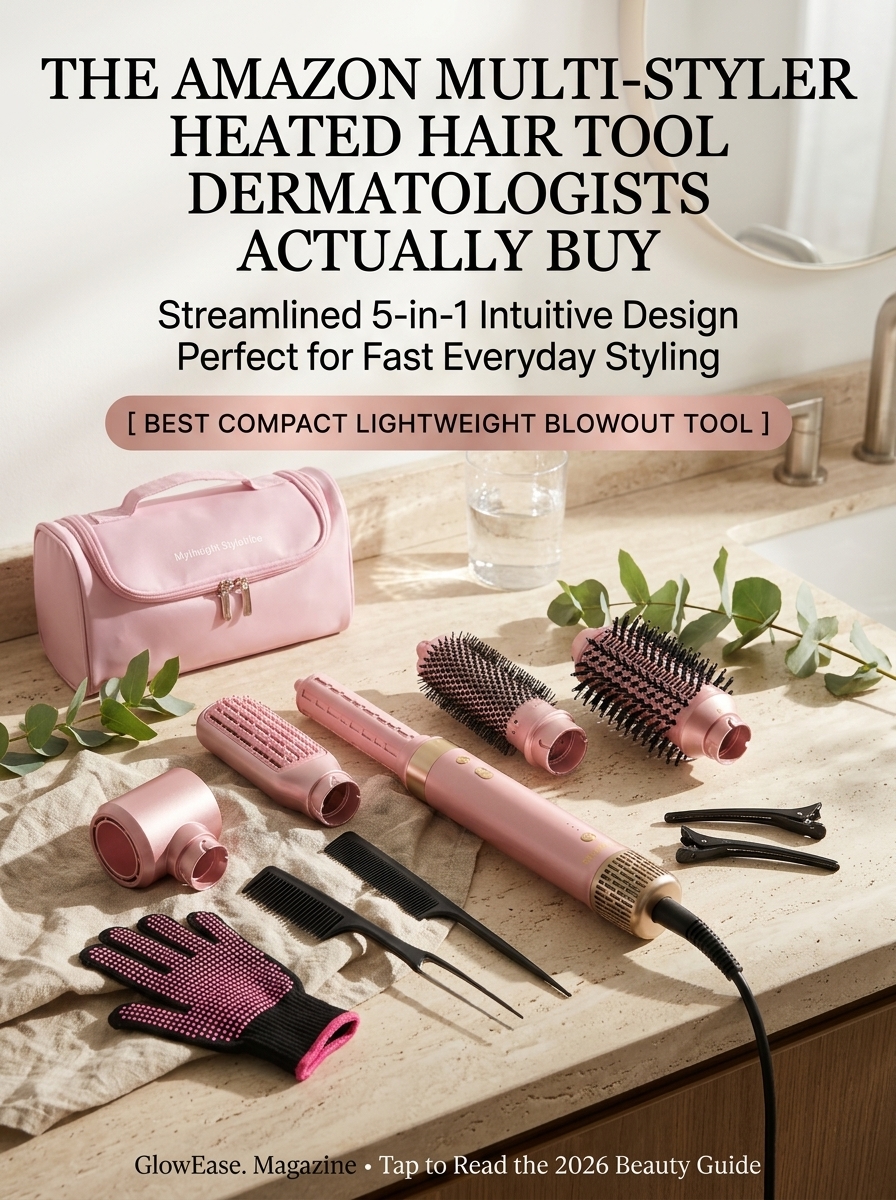 THE AMAZON MULTI-STYLER
HEATED HAIR TOOL
DERMATOLOGISTS
ACTUALLY BUY
Streamlined 5-in-1 Intuitive Design
Perfect for Fast Everyday Styling
[ BEST COMPACT LIGHTWEIGHT BLOWOUT TOOL ]
GlowEase. Magazine • Tap to Read the 2026 Beauty Guide